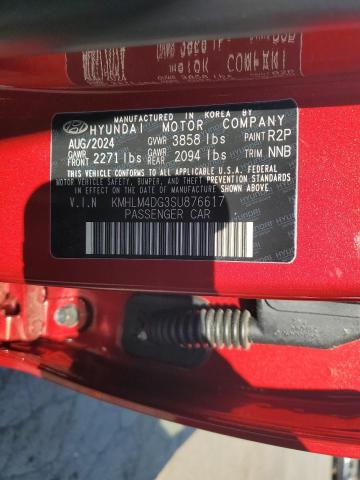 MANUFACTURED IN KOREA BY
HYUNDAI MOTOR COMPANY
AUG/2024 GVWR 3858 lbs PAINT R2P
GAWR FRONT 2271 lbs GAWR REAR 2094 lbs TRIM NNB
THIS VEHICLE CONFORMS TO ALL APPLICABLE U.S.A. FEDERAL
MOTOR VEHICLE SAFETY, BUMPER, AND THEFT PREVENTION
STANDARDS IN EFFECT ON THE DATE OF MANUFACTURE
SHOWN ABOVE.
V.I.N KMHLM4DG3SU876617
PASSENGER CAR